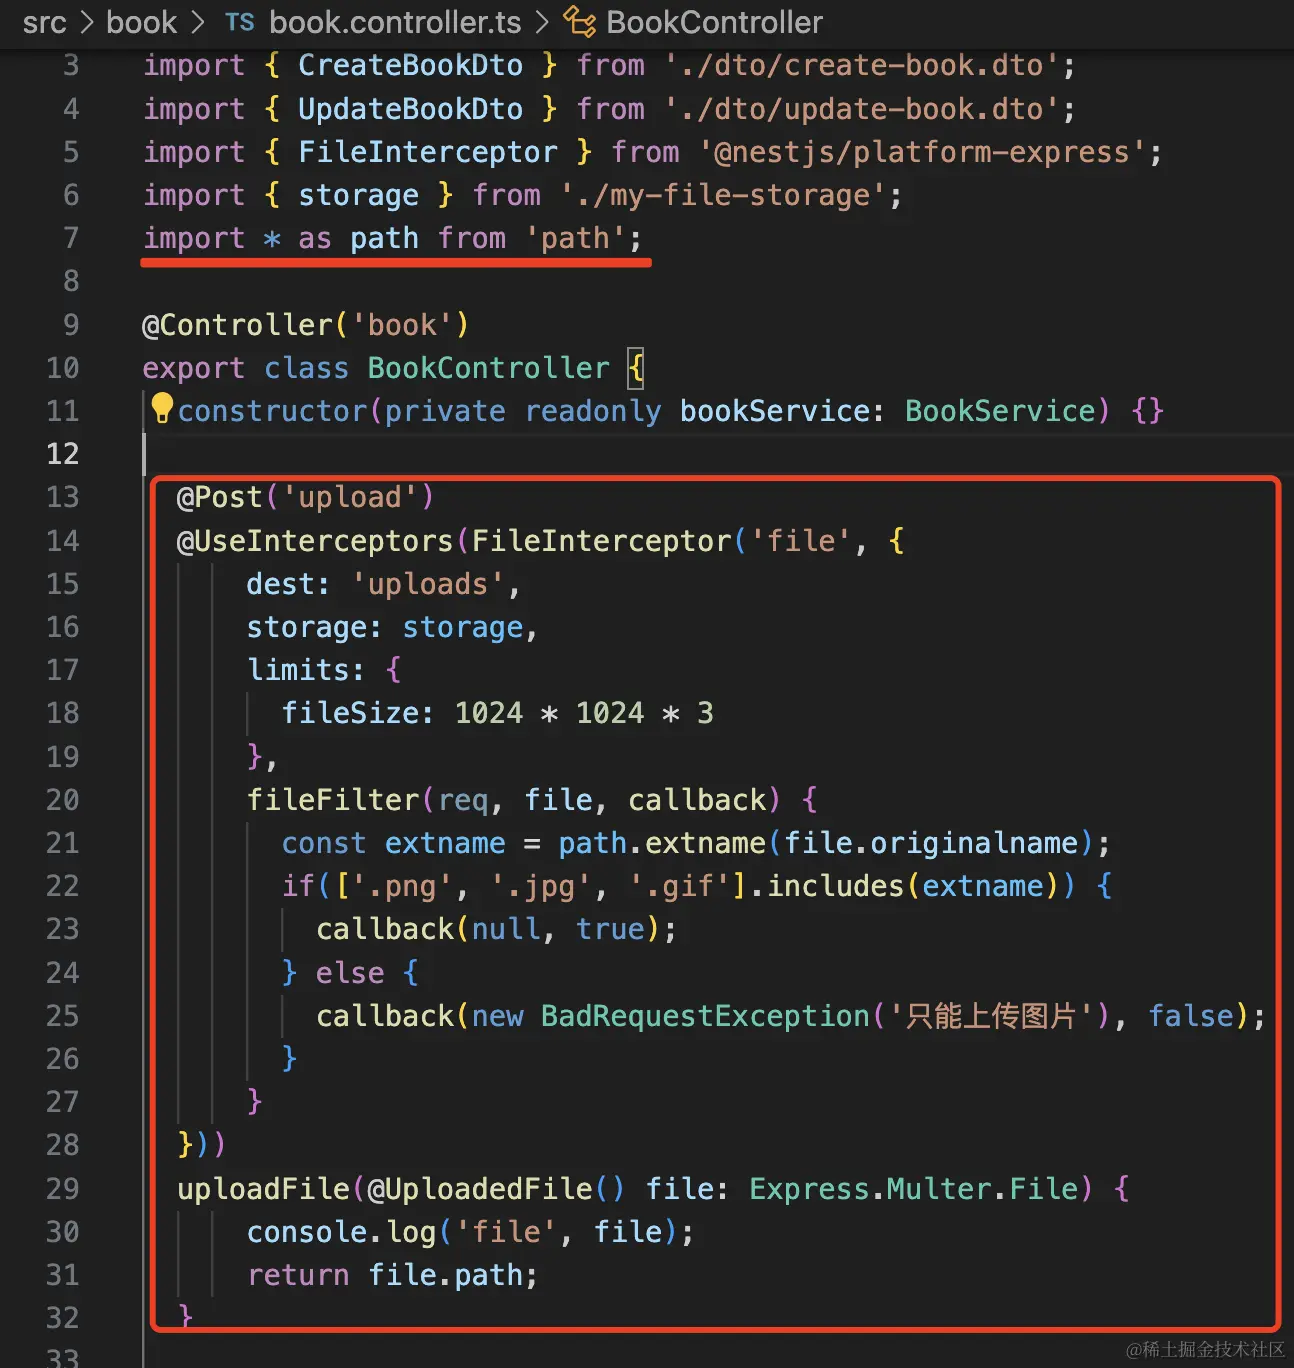 src > book > TS book.controller.ts > BookController
3 import { CreateBookDto } from './dto/create-book.dto';
4 import { UpdateBookDto } from './dto/update-book.dto';
5 import { FileInterceptor } from '@nestjs/platform-express';
6 import { storage } from './my-file-storage';
7 import * as path from 'path';
8
9 @Controller('book')
10 export class BookController {
11 constructor(private readonly bookService: BookService) {}
12
13 @Post('upload')
14 @UseInterceptors(FileInterceptor('file', {
15 dest: 'uploads',
16 storage: storage,
17 limits: {
18 fileSize: 1024 * 1024 * 3
19 },
20 fileFilter(req, file, callback) {
21 const extname = path.extname(file.originalname);
22 if(['.png', '.jpg', '.gif'].includes(extname)) {
23 callback(null, true);
24 } else {
25 callback(new BadRequestException('只能上传图片'), false);
26 }
27 }
28 }))
29 uploadFile(@UploadedFile() file: Express.Multer.File) {
30 console.log('file', file);
31 return file.path;
32 }
33
@稀土掘金技术社区